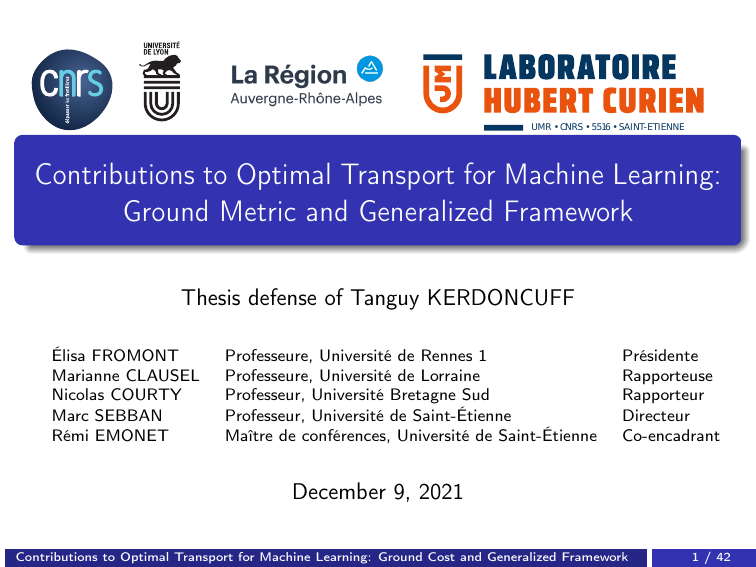 cnrs
dépasser les frontières
UNIVERSITÉ
DE LYON
La Région
Auvergne-Rhône-Alpes
LABORATOIRE
HUBERT CURIEN
UMR • CNRS • 5516 • SAINT-ETIENNE
Contributions to Optimal Transport for Machine Learning:
Ground Metric and Generalized Framework
Thesis defense of Tanguy KERDONCUFF
Élisa FROMONT Professeure, Université de Rennes 1 Présidente
Marianne CLAUSEL Professeure, Université de Lorraine Rapporteuse
Nicolas COURTY Professeur, Université Bretagne Sud Rapporteur
Marc SEBBAN Professeur, Université de Saint-Étienne Directeur
Rémi EMONET Maître de conférences, Université de Saint-Étienne Co-encadrant
December 9, 2021
Contributions to Optimal Transport for Machine Learning: Ground Cost and Generalized Framework 1 / 42